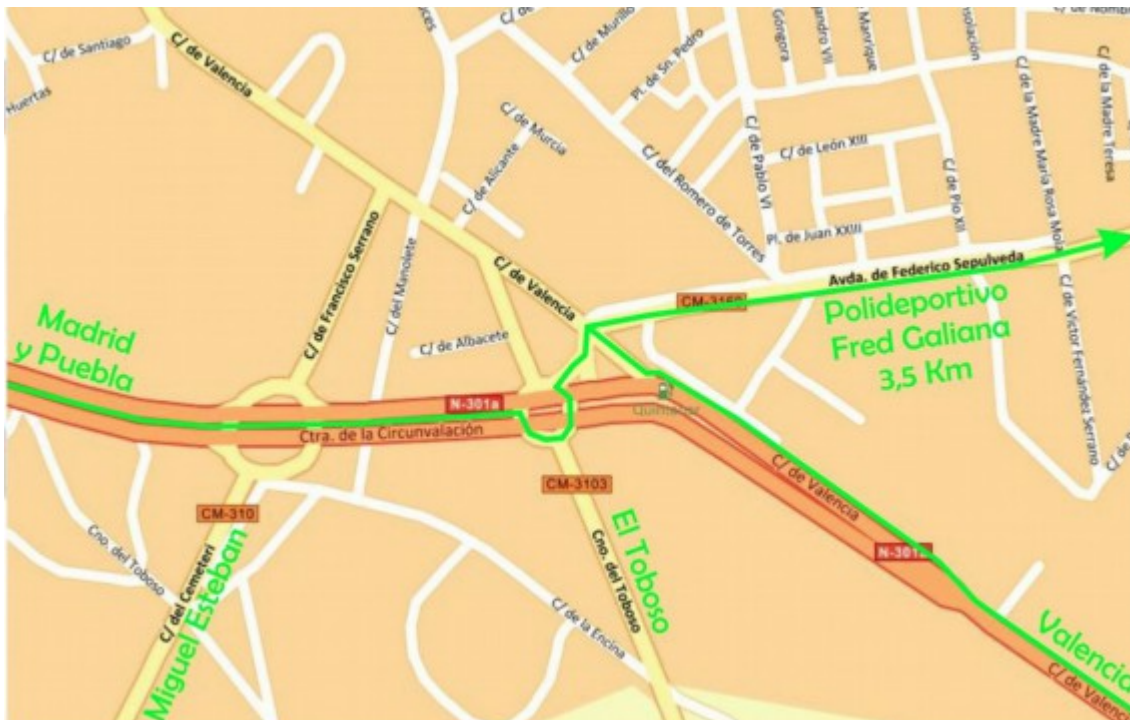 C/ de Santiago
Huertas
C/ de Valencia
C/ de Murillo
Pl. de Sn. Pedro
Góngora
Manrique
C/ de la Madre Teresa
C/ de la Madre María Rosa Molas
C/ de Murcia
C/ de Alicante
C/ del Romero de Torres
C/ de Pablo VI
C/ de León XIII
C/ de Pío XII
Pl. de Juan XXIII
Avda. de Federico Sepulveda
C/ de Francisco Serrano
C/ del Manolete
C/ de Valencia
CM-3160
Polideportivo
Fred Galiana
3,5 Km
C/ de Víctor Fernández Serrano
Madrid
y Puebla
C/ de Albacete
N-301a
Ctra. de la Circunvalación
Quintanar
C/ de Valencia
CM-310
CM-3103
N-301a
Cno. del Toboso
C/ del Cementeri
Miguel Esteban
El Toboso
Cno. del Toboso
C/ de la Encina
Valencia
C/ de Valenci